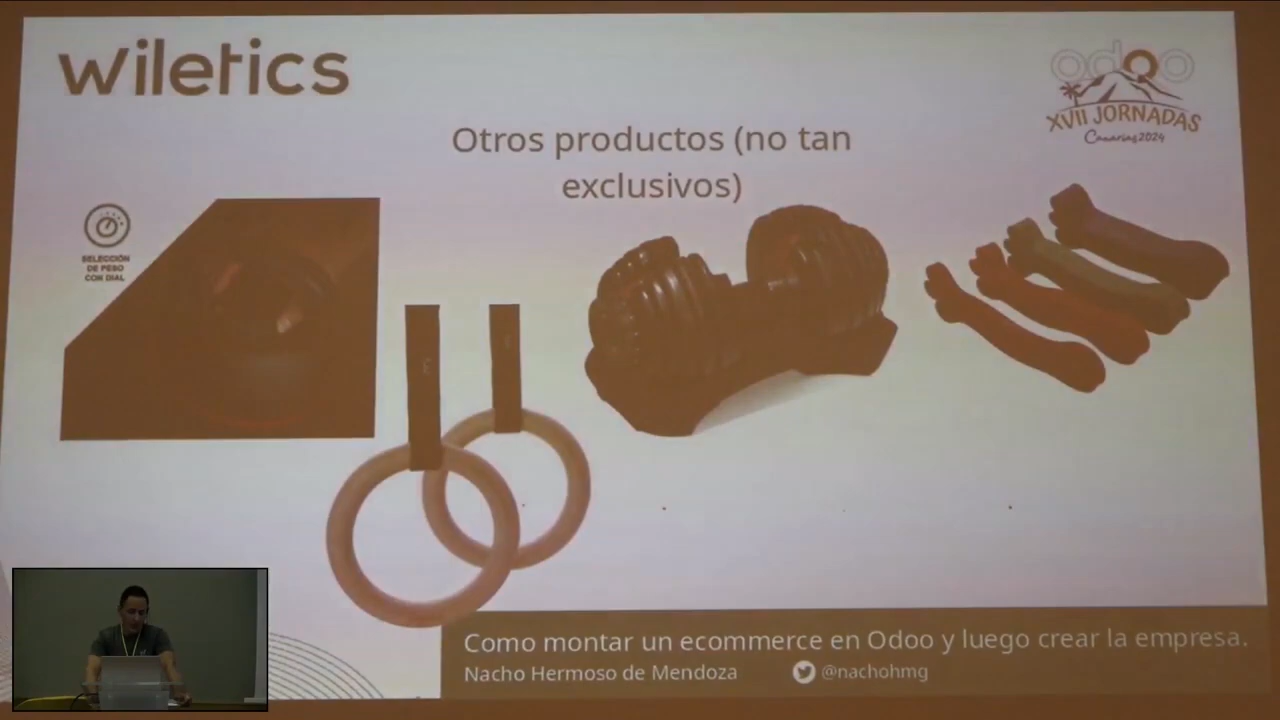 wiletics
odoo
XVII JORNADAS
Canarias 2024
Otros productos (no tan
exclusivos)
SELECCIÓN
DE PESO
CON DIAL
Como montar un ecommerce en Odoo y luego crear la empresa.
Nacho Hermoso de Mendoza
@nachohmg